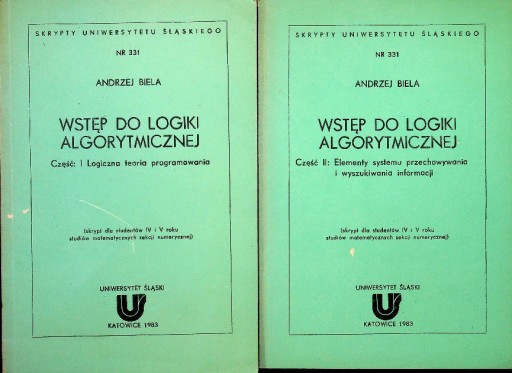 SKRYPTY UNIWERSYTETU ŚLĄSKIEGO
NR 331
ANDRZEJ BIELA
WSTĘP DO LOGIKI
ALGORYTMICZNEJ
Część: I Logiczna teoria programowania
(skrypt dla studentów IV i V roku
studiów matematycznych sekcji numerycznej)
UNIWERSYTET ŚLĄSKI
KATOWICE 1983
SKRYPTY UNIWERSYTETU ŚLĄSKIEGO
NR 331
ANDRZEJ BIELA
WSTĘP DO LOGIKI
ALGORYTMICZNEJ
Część II: Elementy systemu przechowywania
i wyszukiwania informacji
(skrypt dla studentów IV i V roku
studiów matematycznych sekcji numerycznej)
UNIWERSYTET ŚLĄSKI
KATOWICE 1983